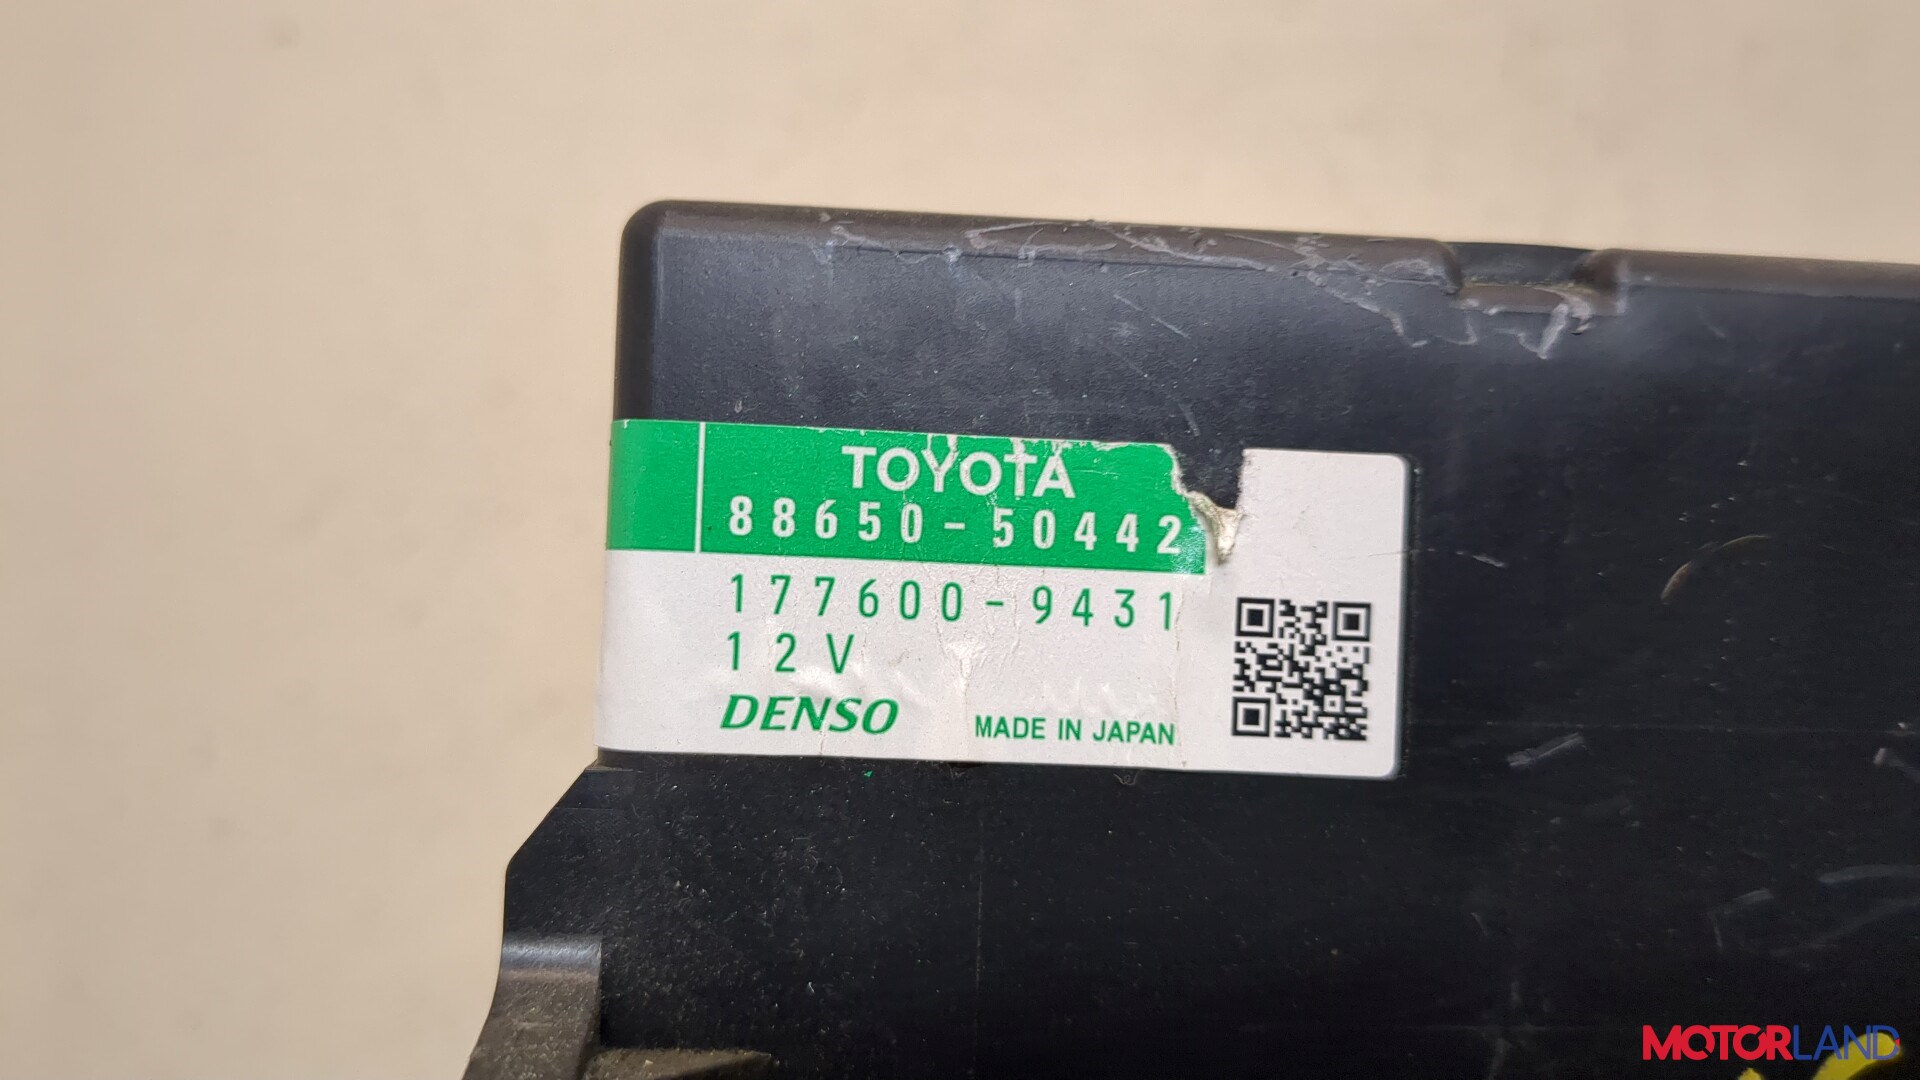 TOYOTA
88650-50442
177600-9431
12V
DENSO MADE IN JAPAN
MOTORLAND